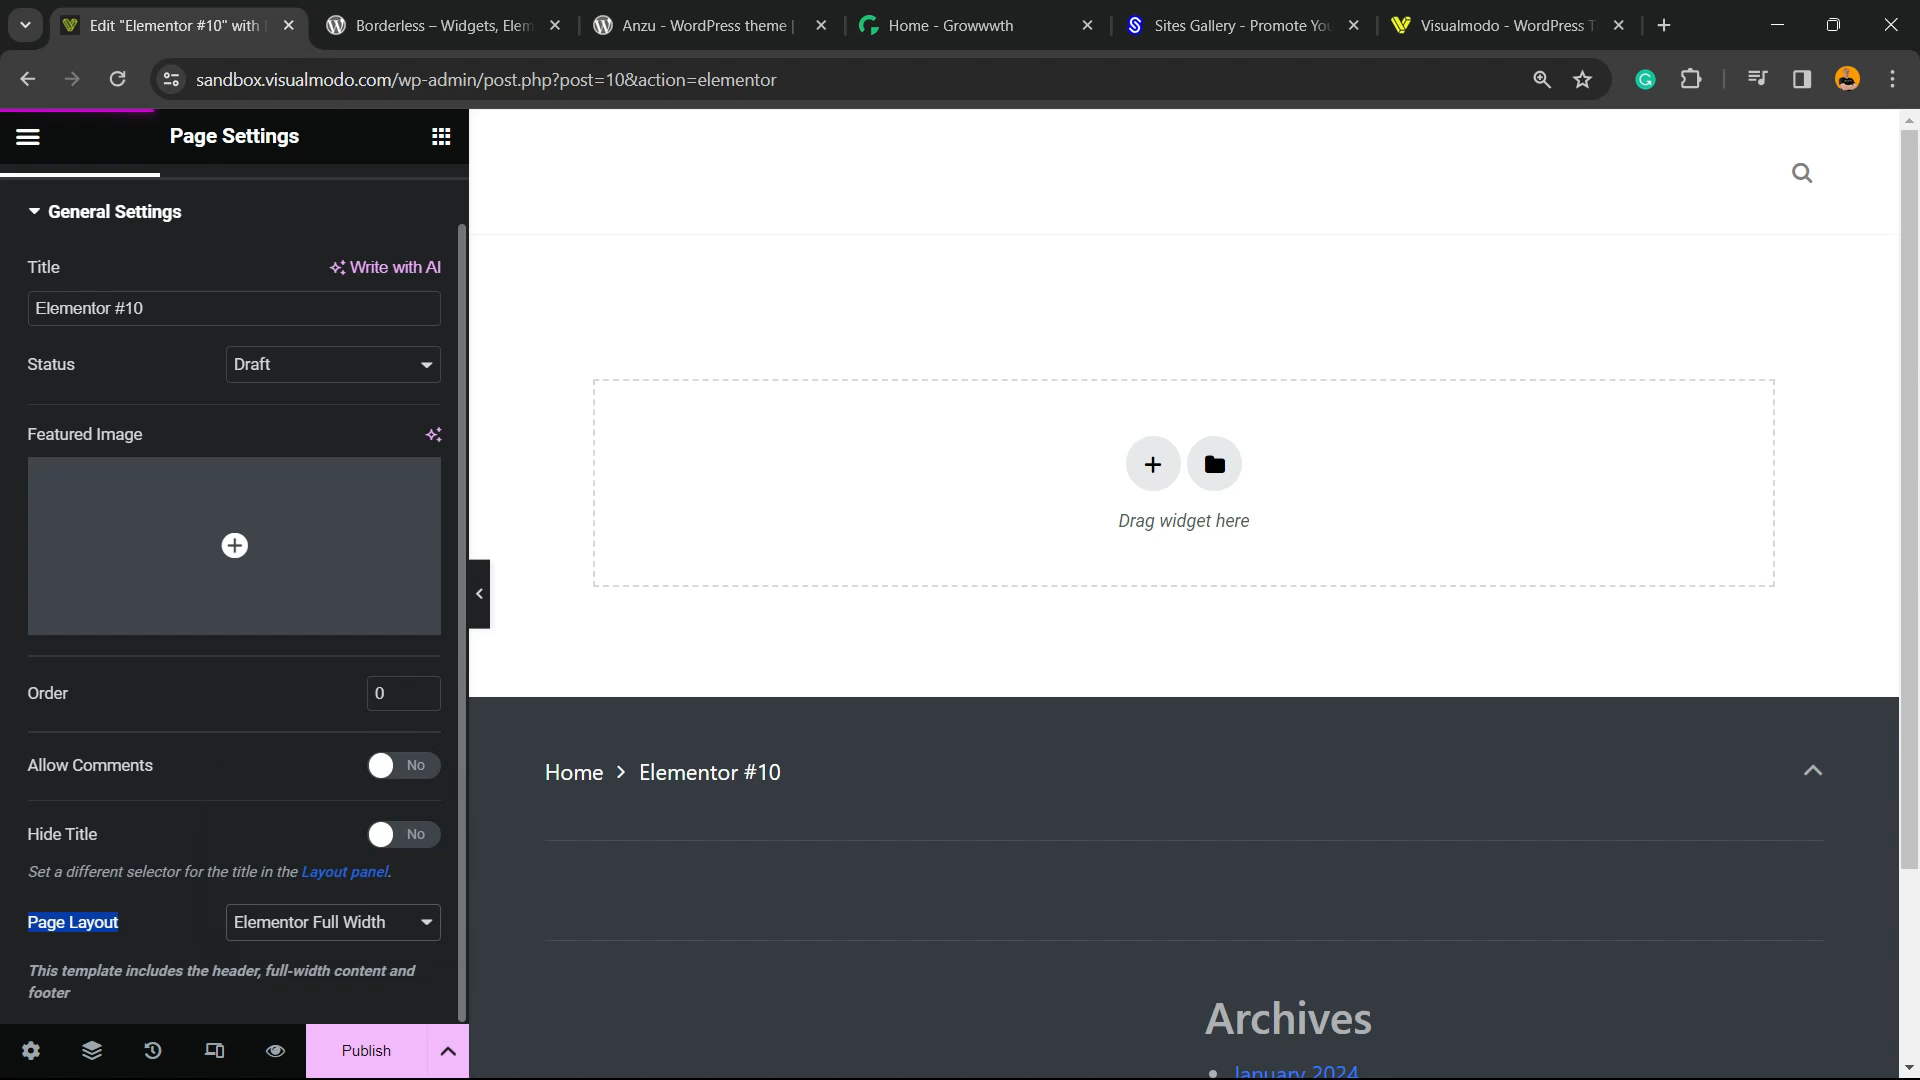 Edit "Elementor #10" with
Borderless – Widgets, Elem
Anzu - WordPress theme |
Home - Growwwth
Sites Gallery - Promote Yo
Visualmodo - WordPress T
sandbox.visualmodo.com/wp-admin/post.php?post=10&action=elementor
Page Settings
General Settings
Title
Write with AI
Elementor #10
Status
Draft
Featured Image
Order
0
Allow Comments
No
Hide Title
No
Set a different selector for the title in the Layout panel.
Page Layout
Elementor Full Width
This template includes the header, full-width content and
footer
Publish
Drag widget here
Home > Elementor #10
Archives
January 2024